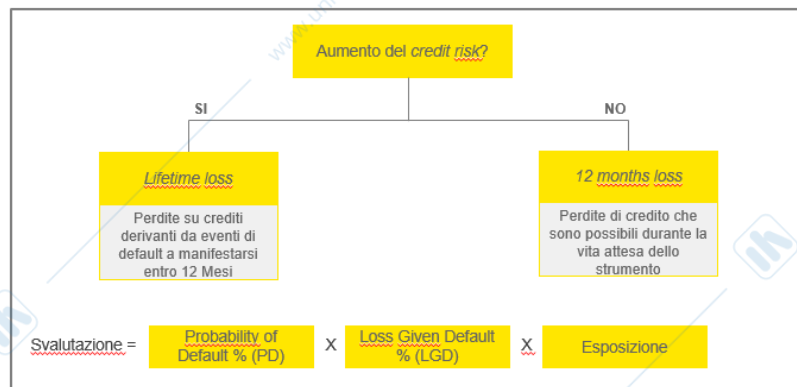 Aumento del credit risk?
SI
NO
Lifetime loss
12 months loss
Perdite su crediti
derivanti da eventi di
default a manifestarsi
entro 12 Mesi
Perdite di credito che
sono possibili durante la
vita attesa dello
strumento
Svalutazione = Probability of Default % (PD) X Loss Given Default % (LGD) X Esposizione